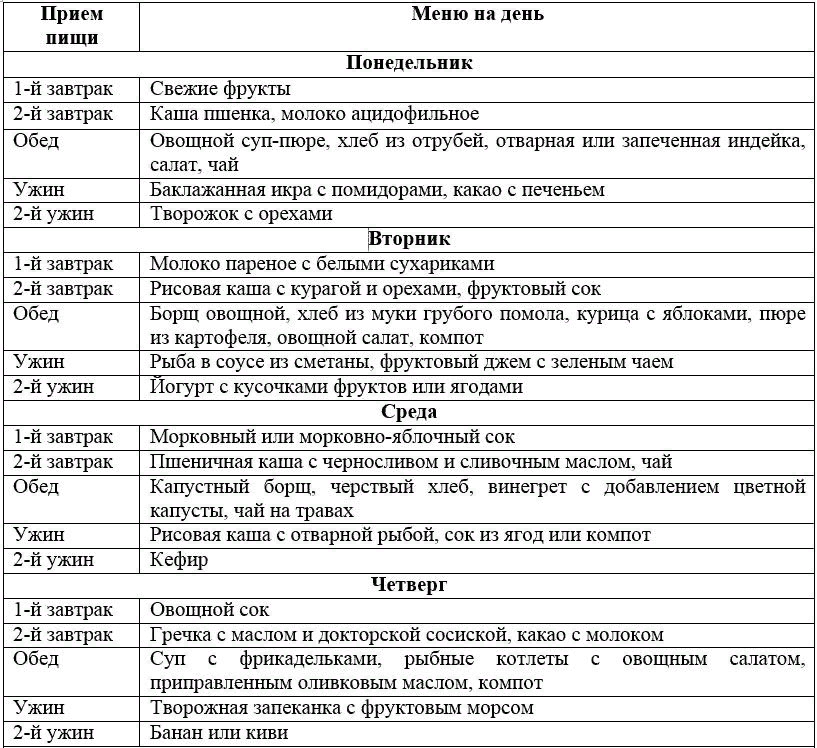 Прием Меню на день
пищи
Понедельник
1-й завтрак Свежие фрукты
2-й завтрак Каша пшенка, молоко ацидофильное
Обед Овощной суп-пюре, хлеб из отрубей, отварная или запеченная индейка,
салат, чай
Ужин Баклажанная икра с помидорами, какао с печеньем
2-й ужин Творожок с орехами
Вторник
1-й завтрак Молоко пареное с белыми сухариками
2-й завтрак Рисовая каша с курагой и орехами, фруктовый сок
Обед Борщ овощной, хлеб из муки грубого помола, курица с яблоками, пюре
из картофеля, овощной салат, компот
Ужин Рыба в соусе из сметаны, фруктовый джем с зеленым чаем
2-й ужин Йогурт с кусочками фруктов или ягодами
Среда
1-й завтрак Морковный или морковно-яблочный сок
2-й завтрак Пшеничная каша с черносливом и сливочным маслом, чай
Обед Капустный борщ, черствый хлеб, винегрет с добавлением цветной
капусты, чай на травах
Ужин Рисовая каша с отварной рыбой, сок из ягод или компот
2-й ужин Кефир
Четверг
1-й завтрак Овощной сок
2-й завтрак Гречка с маслом и докторской сосиской, какао с молоком
Обед Суп с фрикадельками, рыбные котлеты с овощным салатом,
приправленным оливковым маслом, компот
Ужин Творожная запеканка с фруктовым морсом
2-й ужин Банан или киви